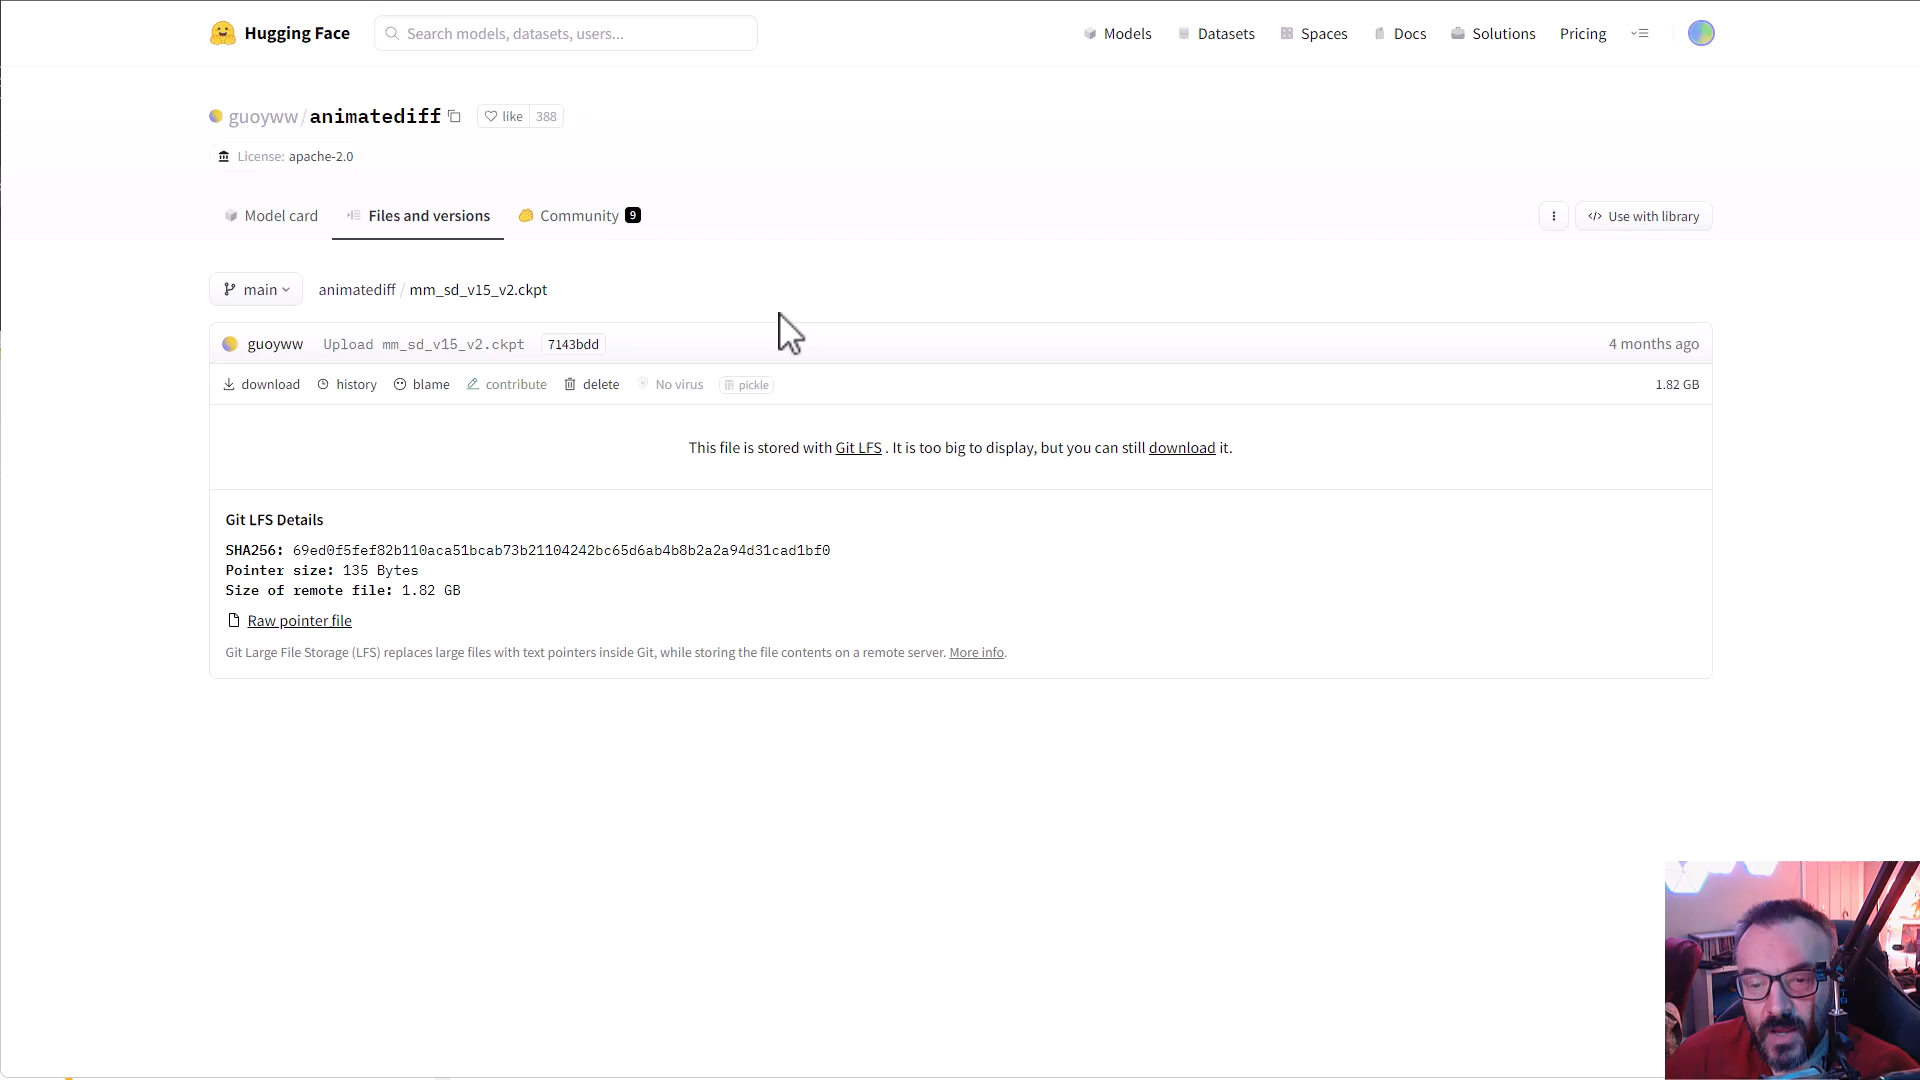 Hugging Face
Search models, datasets, users...
Models
Datasets
Spaces
Docs
Solutions
Pricing
guoyww/animatediff
like 388
License: apache-2.0
Model card
Files and versions
Community 9
Use with library
main
animatediff / mm_sd_v15_v2.ckpt
guoyww Upload mm_sd_v15_v2.ckpt 7143bdd 4 months ago
download history blame contribute delete No virus pickle 1.82 GB
This file is stored with Git LFS . It is too big to display, but you can still download it.
Git LFS Details
SHA256: 69ed0f5fef82b110aca51bcab73b21104242bc65d6ab4b8b2a2a94d31cad1bf0
Pointer size: 135 Bytes
Size of remote file: 1.82 GB
Raw pointer file
Git Large File Storage (LFS) replaces large files with text pointers inside Git, while storing the file contents on a remote server. More info.